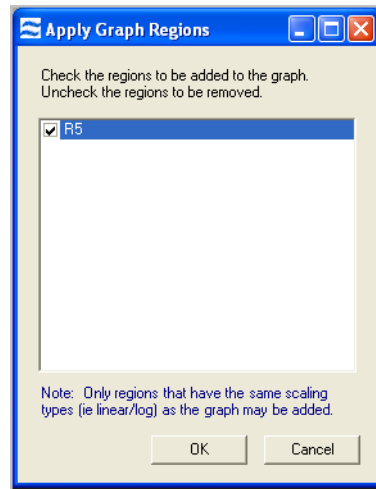 Apply Graph Regions
Check the regions to be added to the graph.
Uncheck the regions to be removed.
R5
Note: Only regions that have the same scaling
types (ie linear/log) as the graph may be added.
OK Cancel